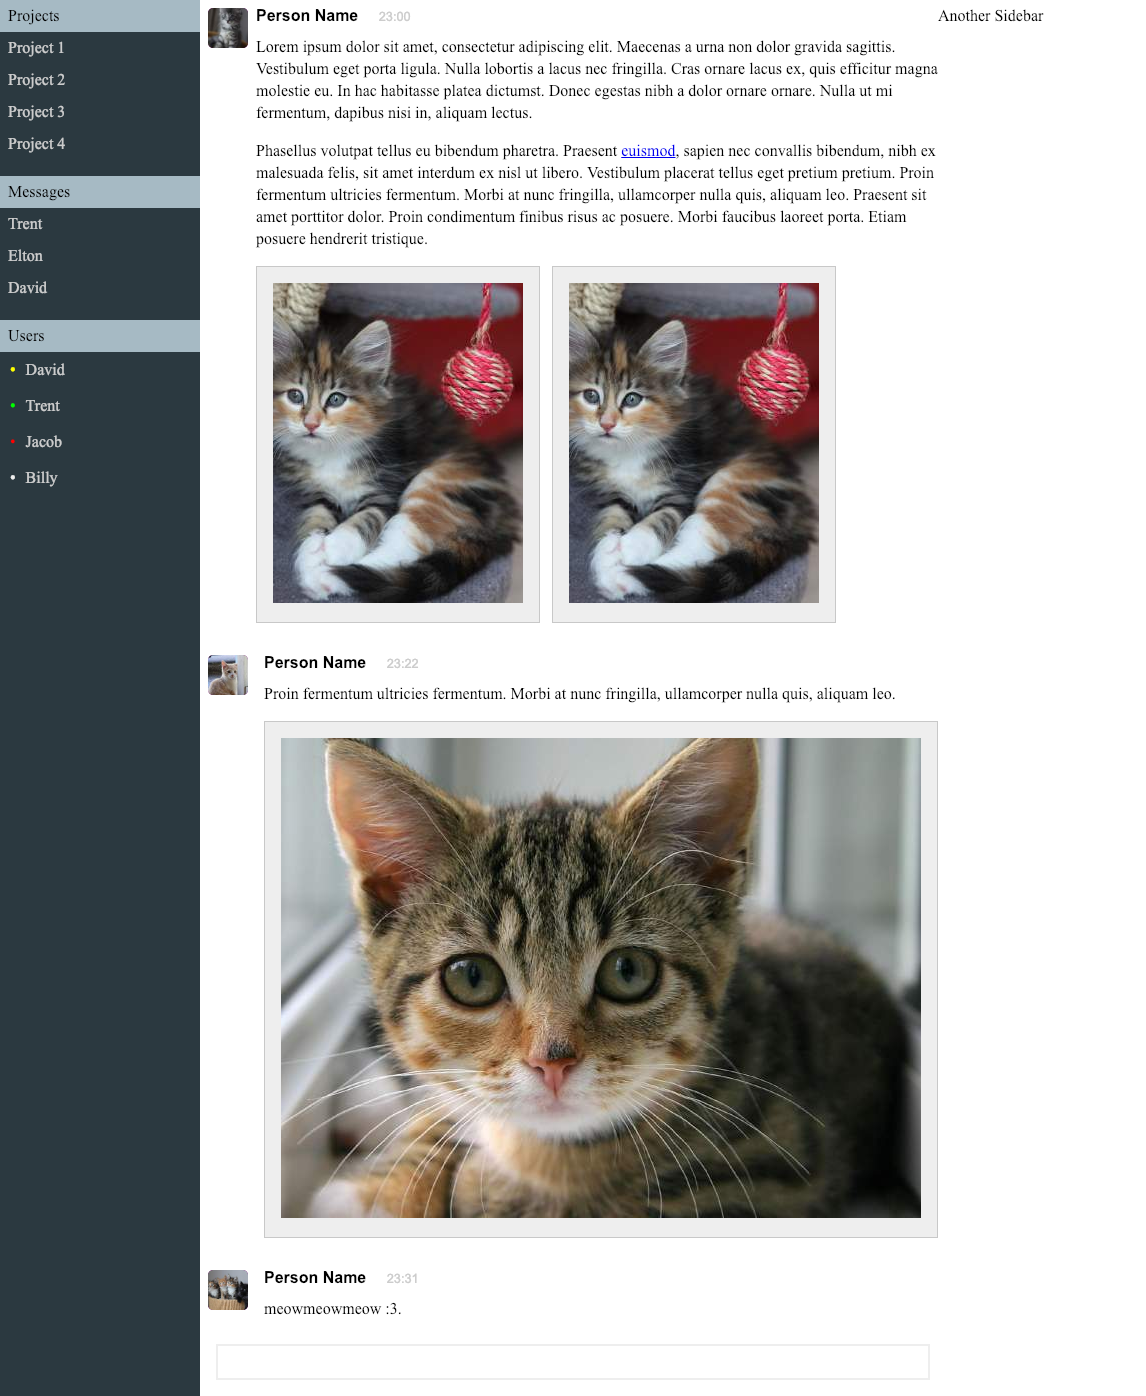 Projects
Project 1
Project 2
Project 3
Project 4
Messages
Trent
Elton
David
Users
• David
• Trent
• Jacob
• Billy
Person Name 23:00
Lorem ipsum dolor sit amet, consectetur adipiscing elit. Maecenas a urna non dolor gravida sagittis.
Vestibulum eget porta ligula. Nulla lobortis a lacus nec fringilla. Cras ornare lacus ex, quis efficitur magna
molestie eu. In hac habitasse platea dictumst. Donec egestas nibh a dolor ornare ornare. Nulla ut mi
fermentum, dapibus nisi in, aliquam lectus.
Phasellus volutpat tellus eu bibendum pharetra. Praesent euismod, sapien nec convallis bibendum, nibh ex
malesuada felis, sit amet interdum ex nisl ut libero. Vestibulum placerat tellus eget pretium pretium. Proin
fermentum ultricies fermentum. Morbi at nunc fringilla, ullamcorper nulla quis, aliquam leo. Praesent sit
amet porttitor dolor. Proin condimentum finibus risus ac posuere. Morbi faucibus laoreet porta. Etiam
posuere hendrerit tristique.
Person Name 23:22
Proin fermentum ultricies fermentum. Morbi at nunc fringilla, ullamcorper nulla quis, aliquam leo.
Person Name 23:31
meowmeowmeow :3.
Another Sidebar